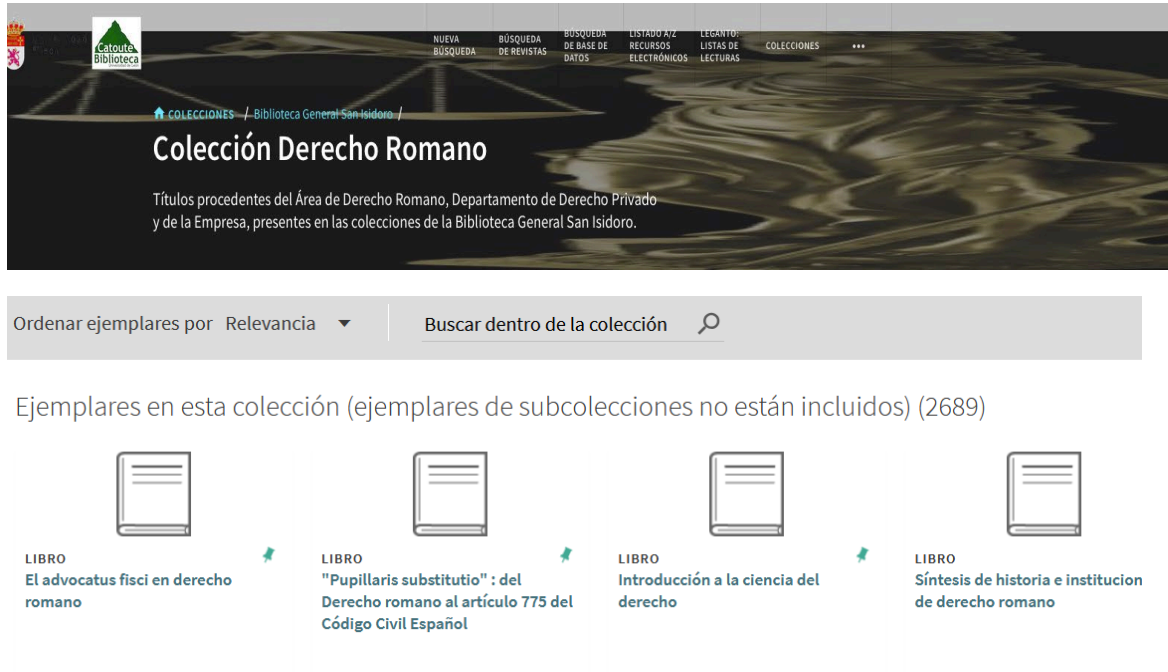 Catoute
Biblioteca
NUEVA
BÚSQUEDA
BÚSQUEDA
DE REVISTAS
BÚSQUEDA
DE BASE DE
DATOS
LISTADO A/Z
RECURSOS
ELECTRÓNICOS
LEGANTO:
LISTAS DE
LECTURAS
COLECCIONES
•••
COLECCIONES / Biblioteca General San Isidoro /
Colección Derecho Romano
Títulos procedentes del Área de Derecho Romano, Departamento de Derecho Privado
y de la Empresa, presentes en las colecciones de la Biblioteca General San Isidoro.
Ordenar ejemplares por Relevancia
Buscar dentro de la colección
Ejemplares en esta colección (ejemplares de subcolecciones no están incluidos) (2689)
LIBRO
El advocatus fisci en derecho
romano
LIBRO
"Pupillaris substitutio" : del
Derecho romano al artículo 775 del
Código Civil Español
LIBRO
Introducción a la ciencia del
derecho
LIBRO
Síntesis de historia e institucion
de derecho romano